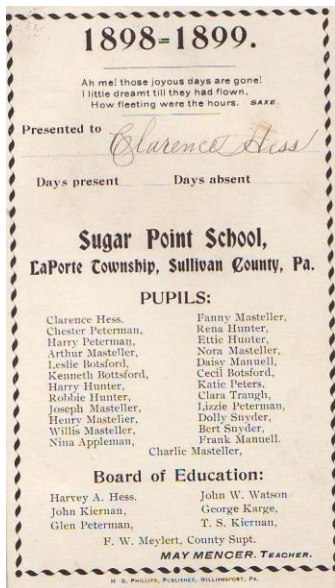 1898=1899.
Ah me! those joyous days are gone!
I little dreamt till they had flown,
How fleeting were the hours. SAXE.
Presented to Clarence Hess
Days present Days absent
Sugar Point School,
LaPorte Township, Sullivan County, Pa.
PUPILS:
Clarence Hess. Fanny Masteller,
Chester Peterman, Rena Hunter,
Harry Peterman, Ettie Hunter,
Arthur Masteller, Nora Masteller,
Leslie Botsford, Daisy Manuell,
Kenneth Bottsford, Cecil Botsford,
Harry Hunter, Katie Peters,
Robbie Hunter, Clara Traugh,
Joseph Masteller, Lizzie Peterman,
Henry Mastelier, Dolly Snyder,
Willis Masteller, Bert Snyder,
Nina Appleman, Frank Manuell.
Charlie Masteller,
Board of Education:
Harvey A. Hess. John W. Watson
John Kiernan, George Karge,
Glen Peterman, T. S. Kiernan,
F. W. Meylert, County Supt.
MAY MENCER. TEACHER.
H. G. PHILLIPS, PUBLISHER, WILLIAMSPORT, PA.